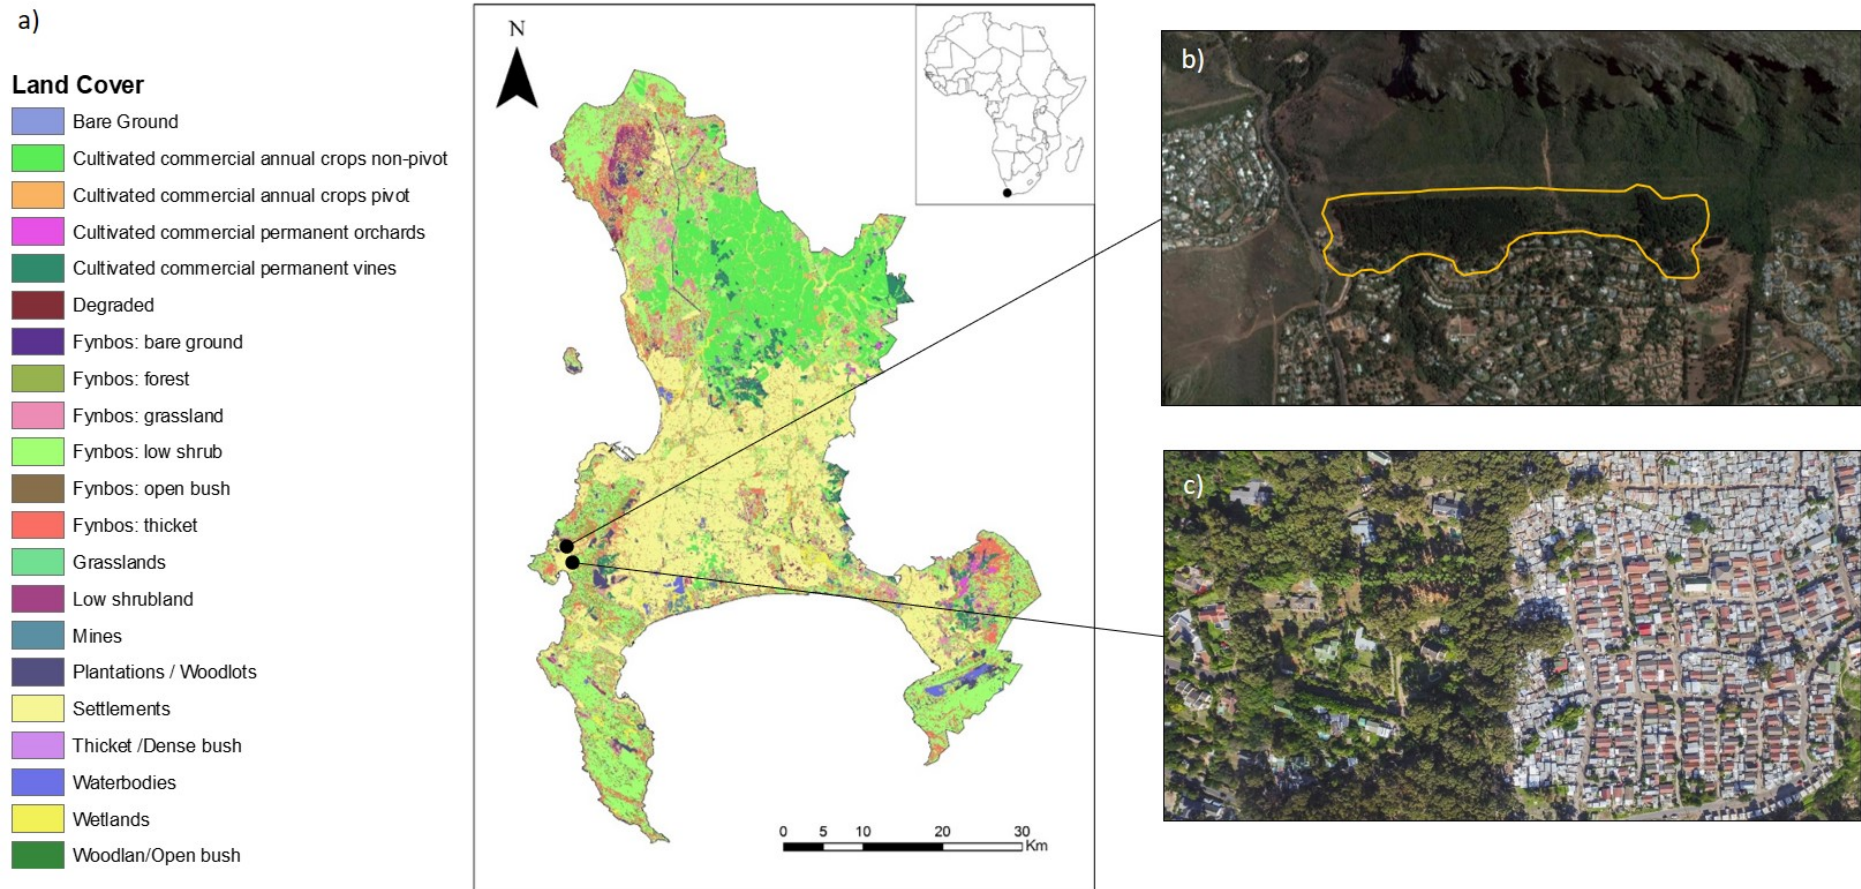 a)
Land Cover
Bare Ground
Cultivated commercial annual crops non-pivot
Cultivated commercial annual crops pivot
Cultivated commercial permanent orchards
Cultivated commercial permanent vines
Degraded
Fynbos: bare ground
Fynbos: forest
Fynbos: grassland
Fynbos: low shrub
Fynbos: open bush
Fynbos: thicket
Grasslands
Low shrubland
Mines
Plantations / Woodlots
Settlements
Thicket /Dense bush
Waterbodies
Wetlands
Woodlan/Open bush
N
0 5 10 20 30
Km
b)
c)